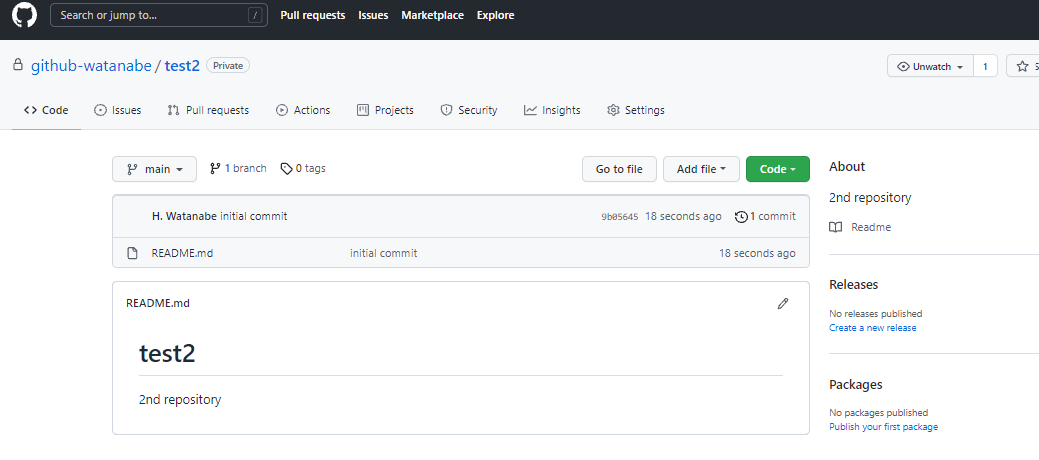 Search or jump to... / Pull requests Issues Marketplace Explore
github-watanabe / test2 Private Unwatch 1
Code Issues Pull requests Actions Projects Security Insights Settings
main 1 branch 0 tags Go to file Add file Code
H. Watanabe initial commit 9b05645 18 seconds ago 1 commit
README.md initial commit 18 seconds ago
README.md
test2
2nd repository
About
2nd repository
Readme
Releases
No releases published
Create a new release
Packages
No packages published
Publish your first package